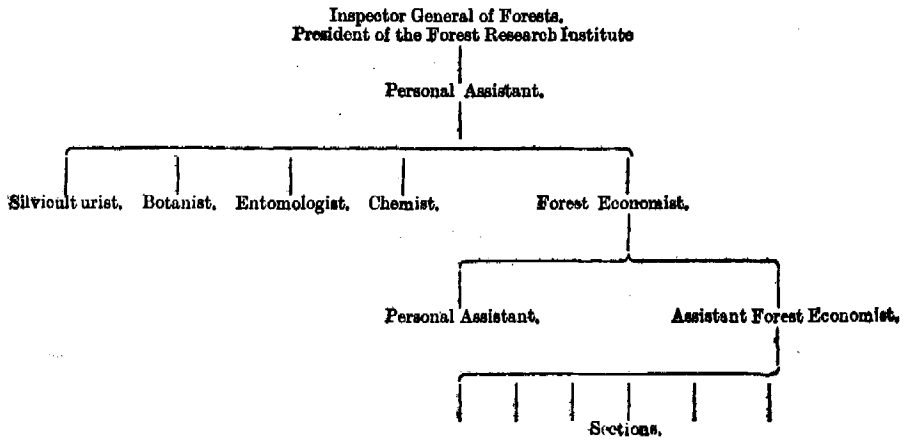 Inspector General of Forests.
President of the Forest Research Institute
Personal Assistant.
Silviculturist. Botanist. Entomologist. Chemist. Forest Economist.
Personal Assistant. Assistant Forest Economist.
Sections.